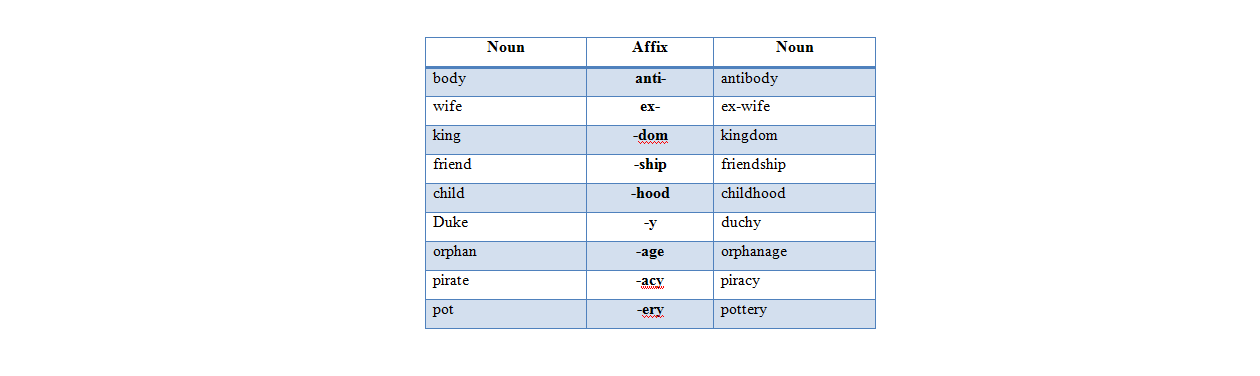 Noun Affix Noun
body anti- antibody
wife ex- ex-wife
king -dom kingdom
friend -ship friendship
child -hood childhood
Duke -y duchy
orphan -age orphanage
pirate -acy piracy
pot -ery pottery